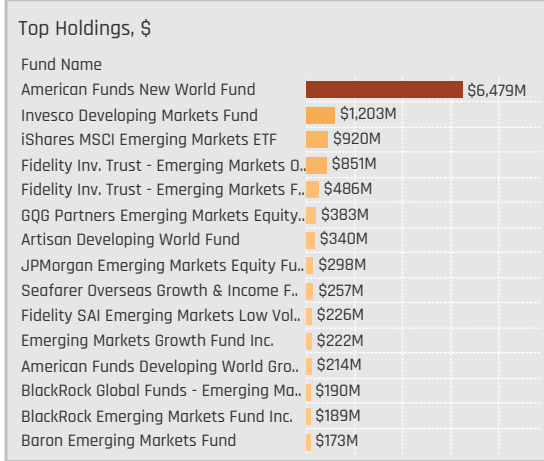 Top Holdings, $
Fund Name
American Funds New World Fund $6,479M
Invesco Developing Markets Fund $1,203M
iShares MSCI Emerging Markets ETF $920M
Fidelity Inv. Trust - Emerging Markets O.. $851M
Fidelity Inv. Trust - Emerging Markets F.. $486M
GQG Partners Emerging Markets Equity.. $383M
Artisan Developing World Fund $340M
JPMorgan Emerging Markets Equity Fu.. $298M
Seafarer Overseas Growth & Income F.. $257M
Fidelity SAI Emerging Markets Low Vol.. $226M
Emerging Markets Growth Fund Inc. $222M
American Funds Developing World Gro.. $214M
BlackRock Global Funds - Emerging Ma.. $190M
BlackRock Emerging Markets Fund Inc. $189M
Baron Emerging Markets Fund $173M